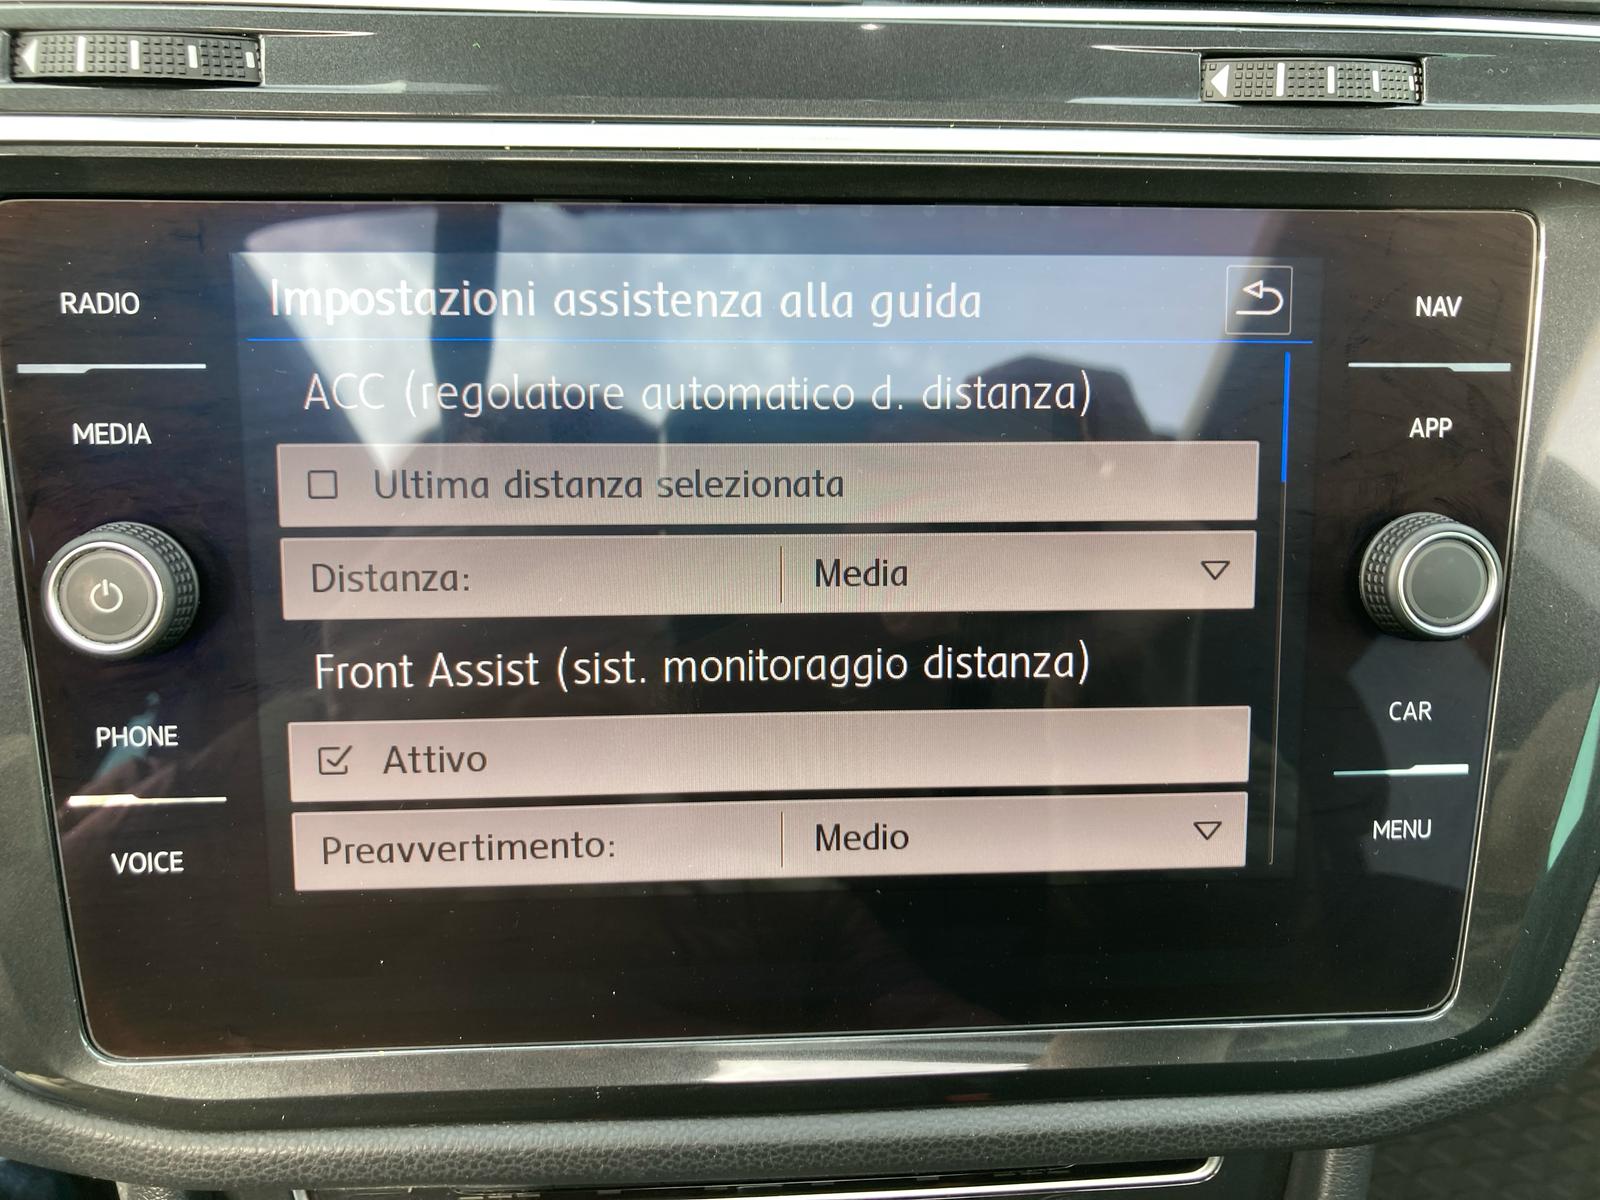 RADIO
MEDIA
PHONE
VOICE
Impostazioni assistenza alla guida
ACC (regolatore automatico d. distanza)
Ultima distanza selezionata
Distanza: Media
Front Assist (sist. monitoraggio distanza)
Attivo
Preavvertimento: Medio
NAV
APP
CAR
MENU